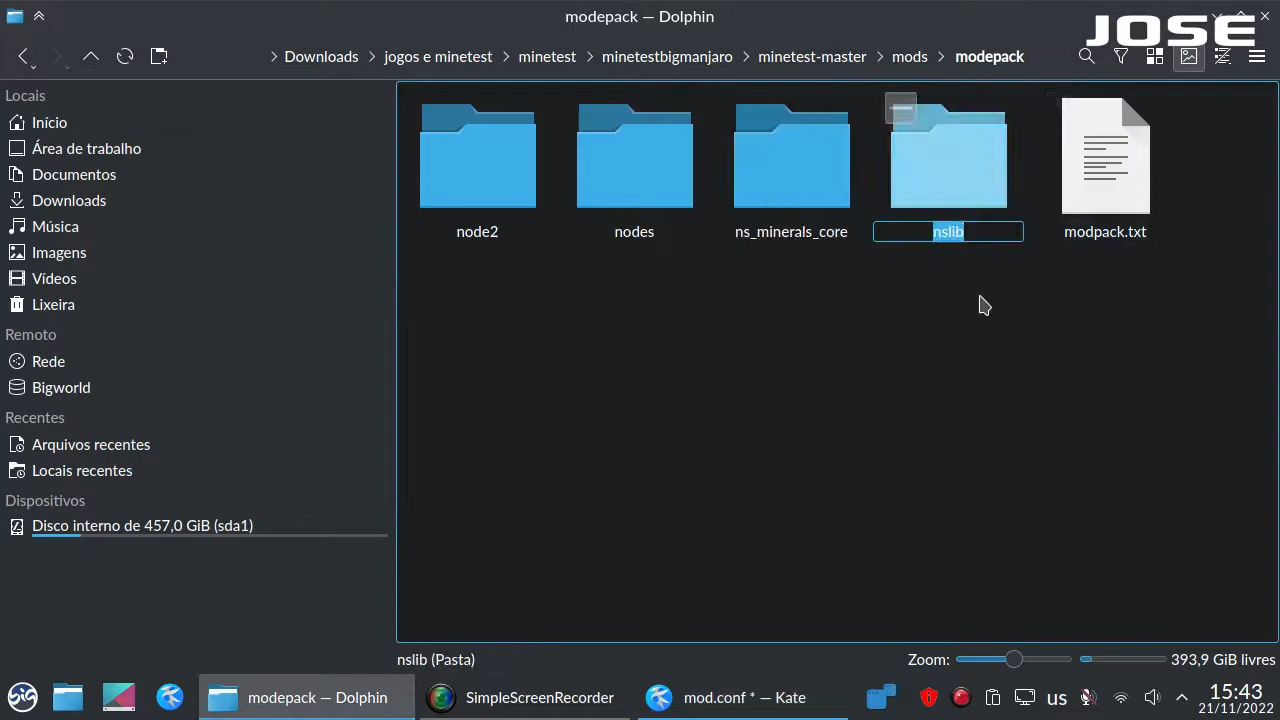 modepack — Dolphin
JOSE
Downloads
jogos e minetest
minetest
minetestbigmanjaro
minetest-master
mods
modepack
Locais
Início
Área de trabalho
Documentos
Downloads
Música
Imagens
Vídeos
Lixeira
Remoto
Rede
Bigworld
Recentes
Arquivos recentes
Locais recentes
Dispositivos
Disco interno de 457,0 GiB (sda1)
node2
nodes
ns_minerals_core
nslib
modpack.txt
nslib (Pasta)
Zoom:
393,9 GiB livres
modepack — Dolphin
SimpleScreenRecorder
mod.conf * — Kate
us
15:43
21/11/2022